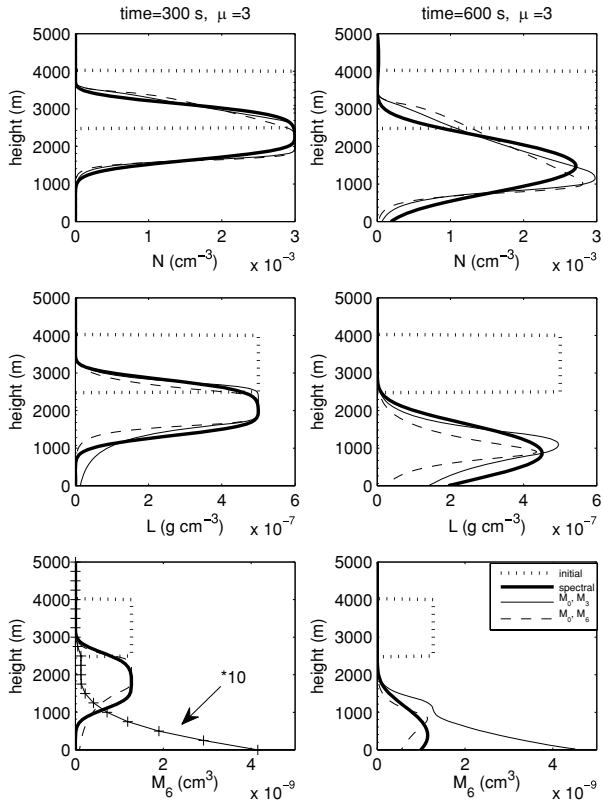 time=300 s, μ =3
time=600 s, μ =3
5000
4000
3000
2000
1000
0
height (m)
0 1 2 3
N (cm⁻³)
x 10⁻³
5000
4000
3000
2000
1000
0
height (m)
0 1 2 3
N (cm⁻³)
x 10⁻³
5000
4000
3000
2000
1000
0
height (m)
0 2 4 6
L (g cm⁻³)
x 10⁻⁷
5000
4000
3000
2000
1000
0
height (m)
0 2 4 6
L (g cm⁻³)
x 10⁻⁷
5000
4000
3000
2000
1000
0
height (m)
*10
0 1 2 3 4
M₆ (cm³)
x 10⁻⁹
5000
4000
3000
2000
1000
0
height (m)
initial
spectral
M₀, M₃
M₀, M₆
0 1 2 3 4
M₆ (cm³)
x 10⁻⁹